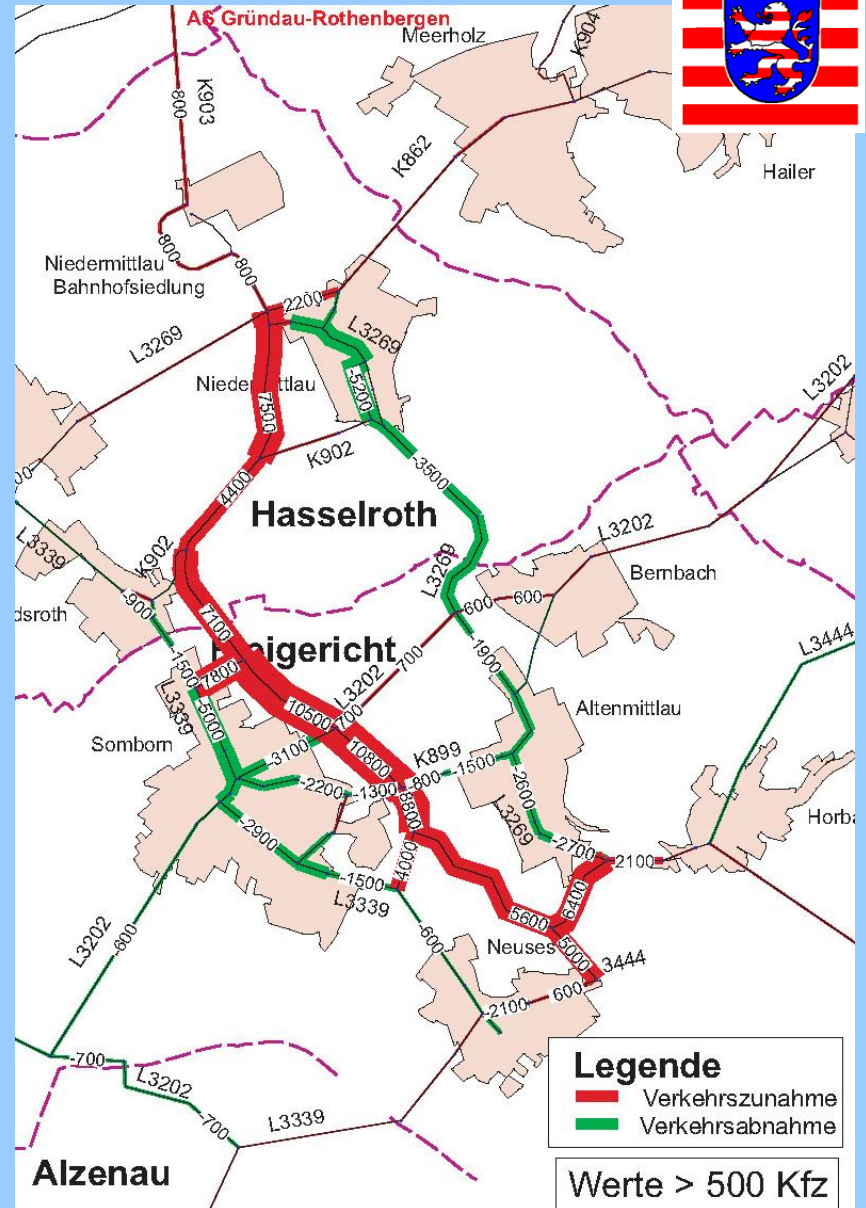 A6 Gründau-Rothenbergen
Meerholz
K904
K903
800
K862
Hailer
Niedermittlau
Bahnhofsiedlung
800
800
2200
L3269
L3269
Niedermittlau
7500
-5200
L3202
K902
4400
-3500
Hasselroth
L3339
K902
L3202
L3269
Bernbach
-900
600
600
7100
-1500
-1900
L3444
Freigericht
7800
L3202
700
L3339
-5000
10500
700
Altenmittlau
Somborn
-3100
10800
K899
-2200
-1300
-800
-1500
-2600
8800
L3269
-2900
-2700
2100
4000
-1500
L3339
6400
5600
L3202
-600
-600
Neuses
5000
3444
-2100
600
-700
L3202
-700
L3339
Alzenau
Legende
Verkehrszunahme
Verkehrsabnahme
Werte > 500 Kfz